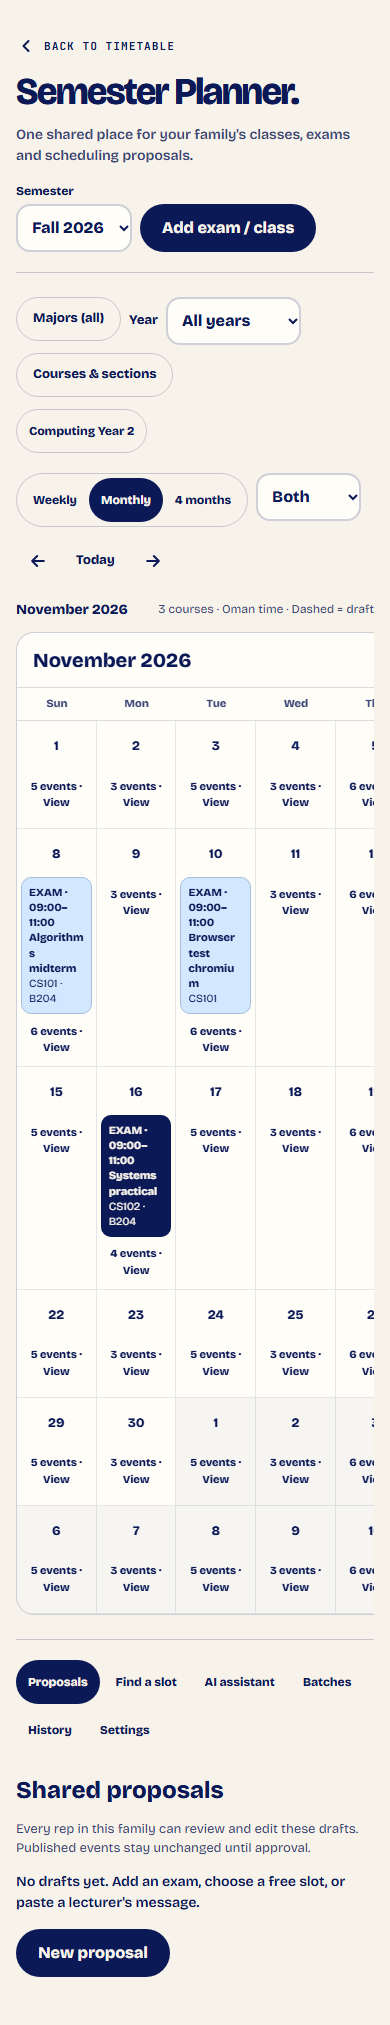 BACK TO TIMETABLE
Semester Planner.
One shared place for your family's classes, exams
and scheduling proposals.
Semester
Fall 2026
Add exam / class
Majors (all)
Year
All years
Courses & sections
Computing Year 2
Weekly
Monthly
4 months
Both
Today
November 2026
3 courses · Oman time · Dashed = draft
November 2026
Sun Mon Tue Wed
1 2 3 4
5 events · 3 events · 5 events · 3 events ·
View View View View
8 9 10 11
EXAM ·
09:00–
11:00
Algorithm
s
midterm
CS101 ·
B204
6 events ·
View
3 events ·
View
EXAM ·
09:00–
11:00
Browser
test
chromiu
m
CS101
6 events ·
View
3 events ·
View
15 16 17 18
5 events ·
View
EXAM ·
09:00–
11:00
Systems
practical
CS102 ·
B204
4 events ·
View
5 events ·
View
3 events ·
View
22 23 24 25
5 events · 3 events · 5 events · 3 events ·
View View View View
29 30 1 2
5 events · 3 events · 5 events · 3 events ·
View View View View
6 7 8 9
5 events · 3 events · 5 events · 3 events ·
View View View View
Proposals
Find a slot
AI assistant
Batches
History
Settings
Shared proposals
Every rep in this family can review and edit these drafts.
Published events stay unchanged until approval.
No drafts yet. Add an exam, choose a free slot, or
paste a lecturer's message.
New proposal